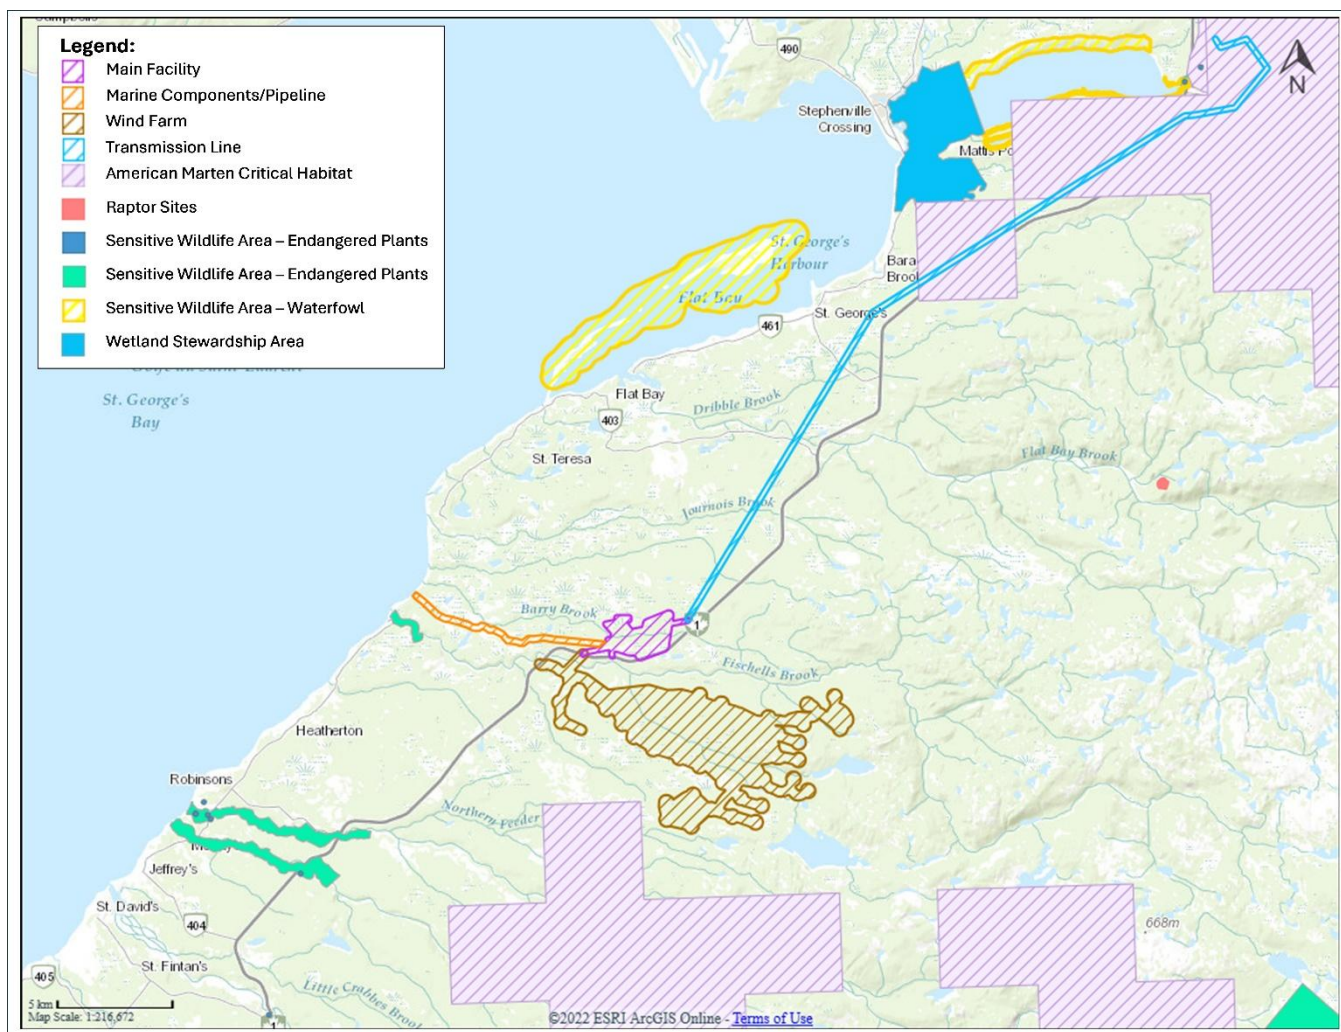 Legend:
Main Facility
Marine Components/Pipeline
Wind Farm
Transmission Line
American Marten Critical Habitat
Raptor Sites
Sensitive Wildlife Area – Endangered Plants
Sensitive Wildlife Area – Endangered Plants
Sensitive Wildlife Area – Waterfowl
Wetland Stewardship Area
N
490
Stephenville
Crossing
Mattis Po
St. George's
Harbour
Bara
Brool
Flat Bay
461
St. George's
St. George's
Bay
Flat Bay
403
Dribble Brook
St. Teresa
Flat Bay Brook
Journois Brook
Barry Brook
1
Fischells Brook
Heatherton
Robinsons
Northern Feeder
Jeffrey's
St. David's
404
668m
St. Fintan's
405
Little Crabbes Brook
5 km
Map Scale: 1:216,672
1
©2022 ESRI ArcGIS Online - Terms of Use